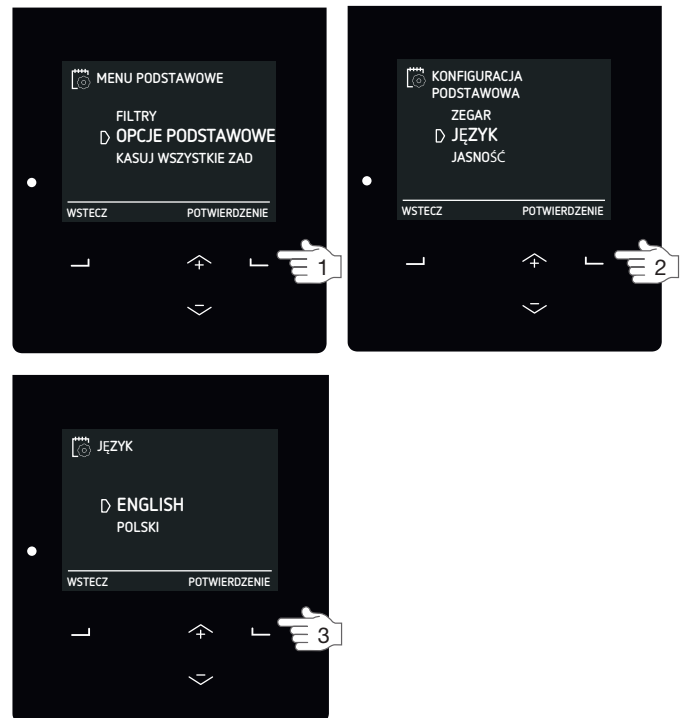 MENU PODSTAWOWE
FILTRY
OPCJE PODSTAWOWE
KASUJ WSZYSTKIE ZAD
WSTECZ POTWIERDZENIE
1
KONFIGURACJA
PODSTAWOWA
ZEGAR
JĘZYK
JASNOŚĆ
WSTECZ POTWIERDZENIE
2
JĘZYK
ENGLISH
POLSKI
WSTECZ POTWIERDZENIE
3